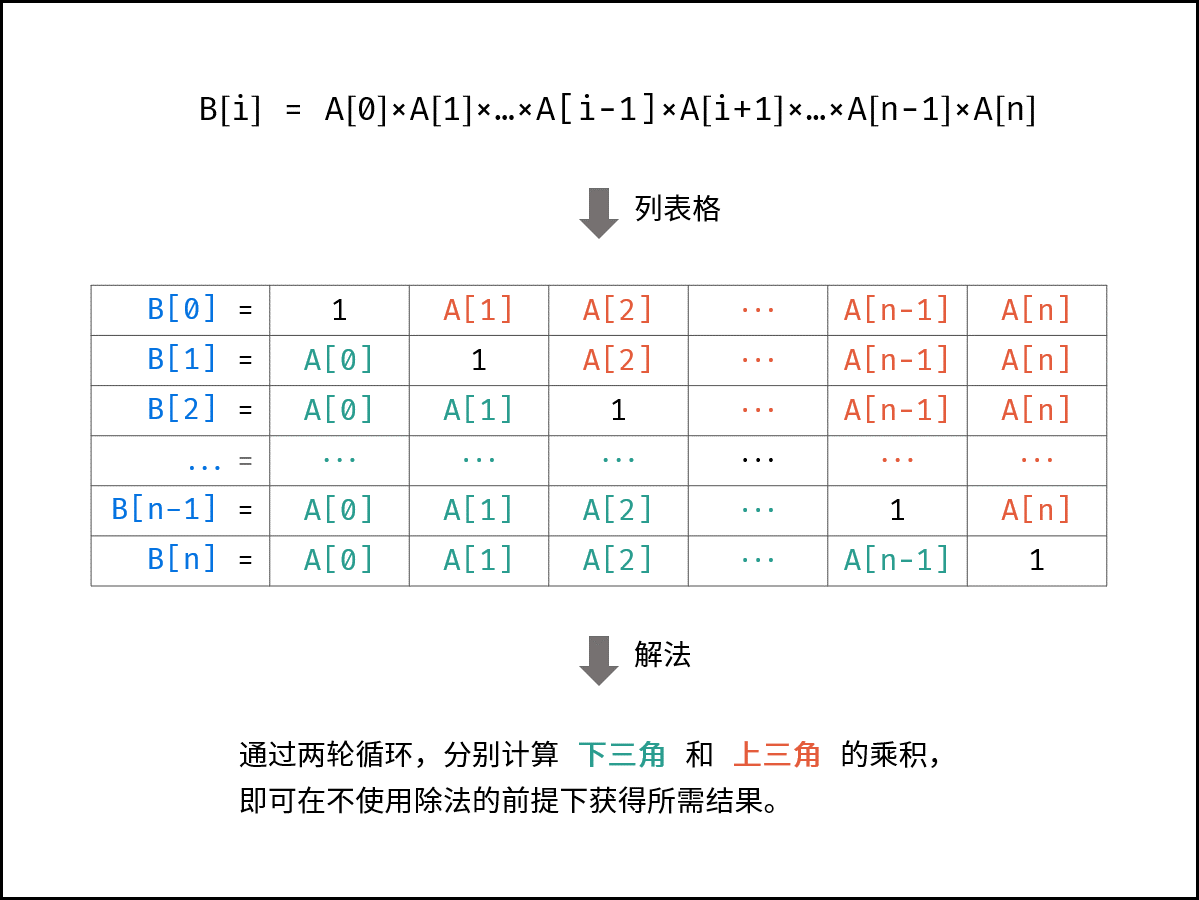 B[i] = A[0]×A[1]×…×A[i-1]×A[i+1]×…×A[n-1]×A[n]
列表格
B[0] = 1 A[1] A[2] ··· A[n-1] A[n]
B[1] = A[0] 1 A[2] ··· A[n-1] A[n]
B[2] = A[0] A[1] 1 ··· A[n-1] A[n]
... = ··· ··· ··· ··· ··· ···
B[n-1] = A[0] A[1] A[2] ··· 1 A[n]
B[n] = A[0] A[1] A[2] ··· A[n-1] 1
解法
通过两轮循环，分别计算 下三角 和 上三角 的乘积，
即可在不使用除法的前提下获得所需结果。